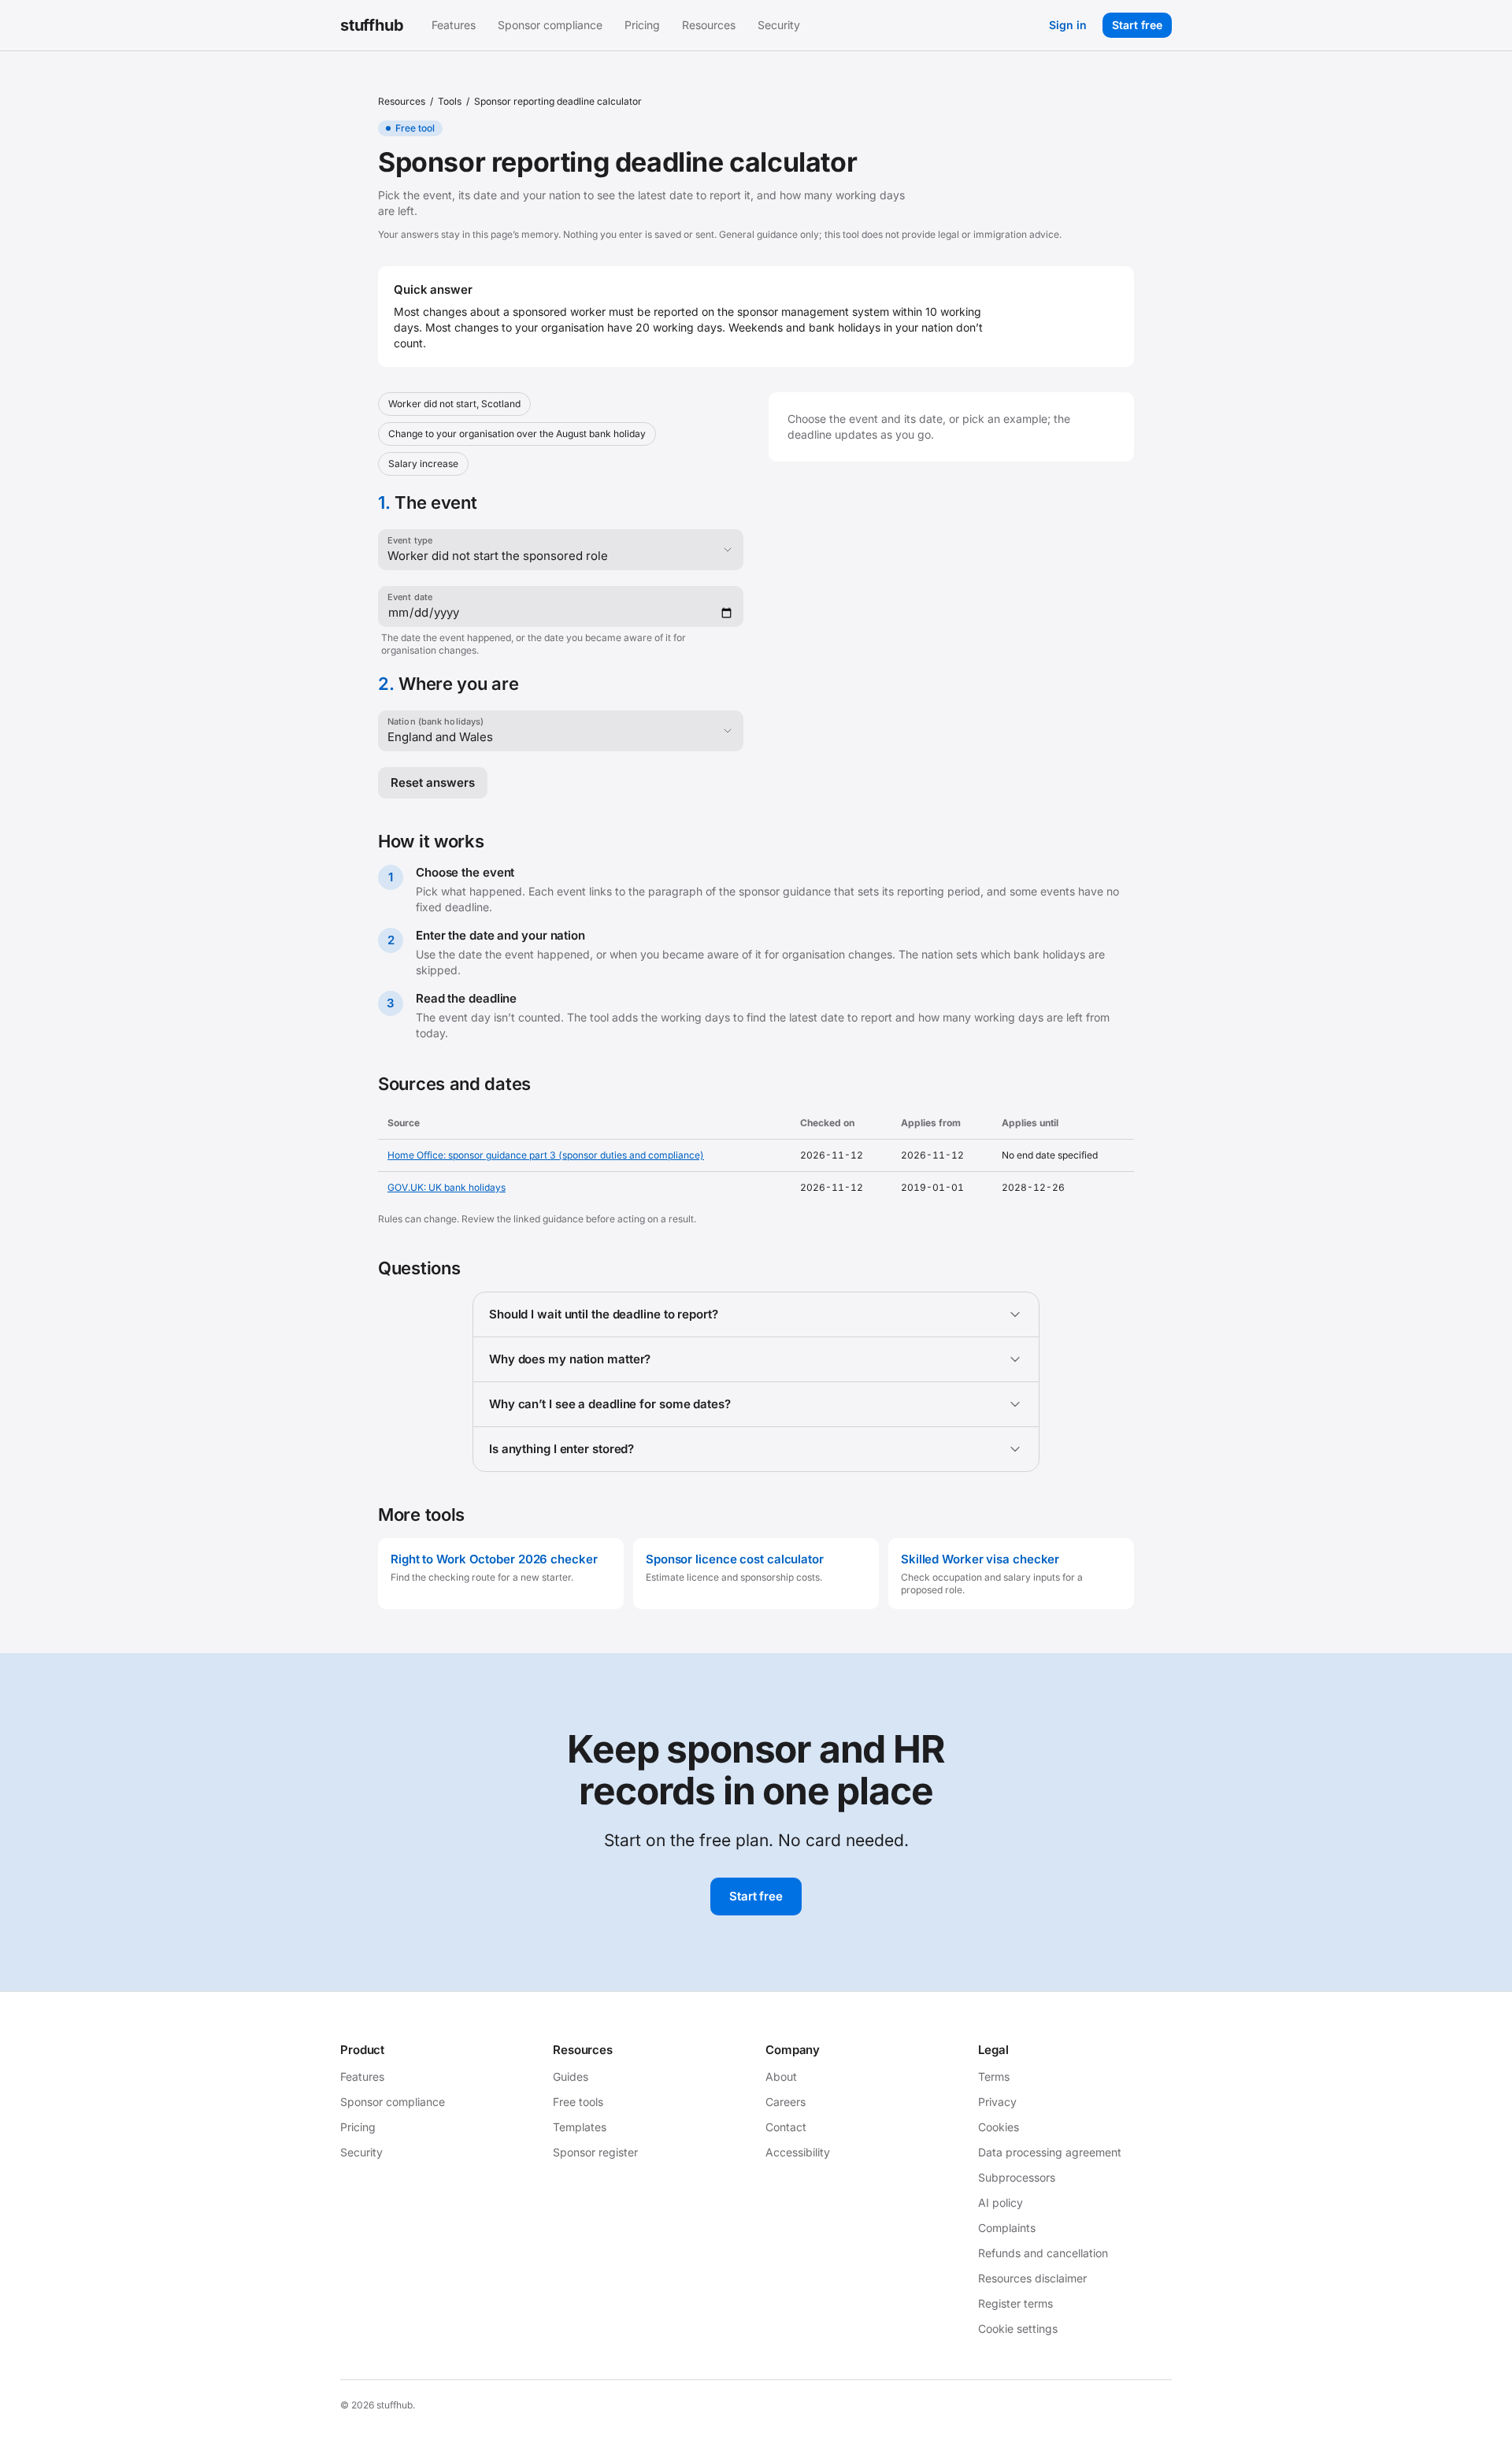 stuffhub Features Sponsor compliance Pricing Resources Security Sign in Start free
Resources / Tools / Sponsor reporting deadline calculator
Free tool
Sponsor reporting deadline calculator
Pick the event, its date and your nation to see the latest date to report it, and how many working days
are left.
Your answers stay in this page’s memory. Nothing you enter is saved or sent. General guidance only; this tool does not provide legal or immigration advice.
Quick answer
Most changes about a sponsored worker must be reported on the sponsor management system within 10 working
days. Most changes to your organisation have 20 working days. Weekends and bank holidays in your nation don’t
count.
Worker did not start, Scotland
Change to your organisation over the August bank holiday
Salary increase
Choose the event and its date, or pick an example; the
deadline updates as you go.
1. The event
Event type
Worker did not start the sponsored role
Event date
mm/dd/yyyy
The date the event happened, or the date you became aware of it for
organisation changes.
2. Where you are
Nation (bank holidays)
England and Wales
Reset answers
How it works
1
Choose the event
Pick what happened. Each event links to the paragraph of the sponsor guidance that sets its reporting period, and some events have no
fixed deadline.
2
Enter the date and your nation
Use the date the event happened, or when you became aware of it for organisation changes. The nation sets which bank holidays are
skipped.
3
Read the deadline
The event day isn’t counted. The tool adds the working days to find the latest date to report and how many working days are left from
today.
Sources and dates
Source Checked on Applies from Applies until
Home Office: sponsor guidance part 3 (sponsor duties and compliance) 2026-11-12 2026-11-12 No end date specified
GOV.UK: UK bank holidays 2026-11-12 2019-01-01 2028-12-26
Rules can change. Review the linked guidance before acting on a result.
Questions
Should I wait until the deadline to report?
Why does my nation matter?
Why can’t I see a deadline for some dates?
Is anything I enter stored?
More tools
Right to Work October 2026 checker
Find the checking route for a new starter.
Sponsor licence cost calculator
Estimate licence and sponsorship costs.
Skilled Worker visa checker
Check occupation and salary inputs for a
proposed role.
Keep sponsor and HR
records in one place
Start on the free plan. No card needed.
Start free
Product
Features
Sponsor compliance
Pricing
Security
Resources
Guides
Free tools
Templates
Sponsor register
Company
About
Careers
Contact
Accessibility
Legal
Terms
Privacy
Cookies
Data processing agreement
Subprocessors
AI policy
Complaints
Refunds and cancellation
Resources disclaimer
Register terms
Cookie settings
© 2026 stuffhub.